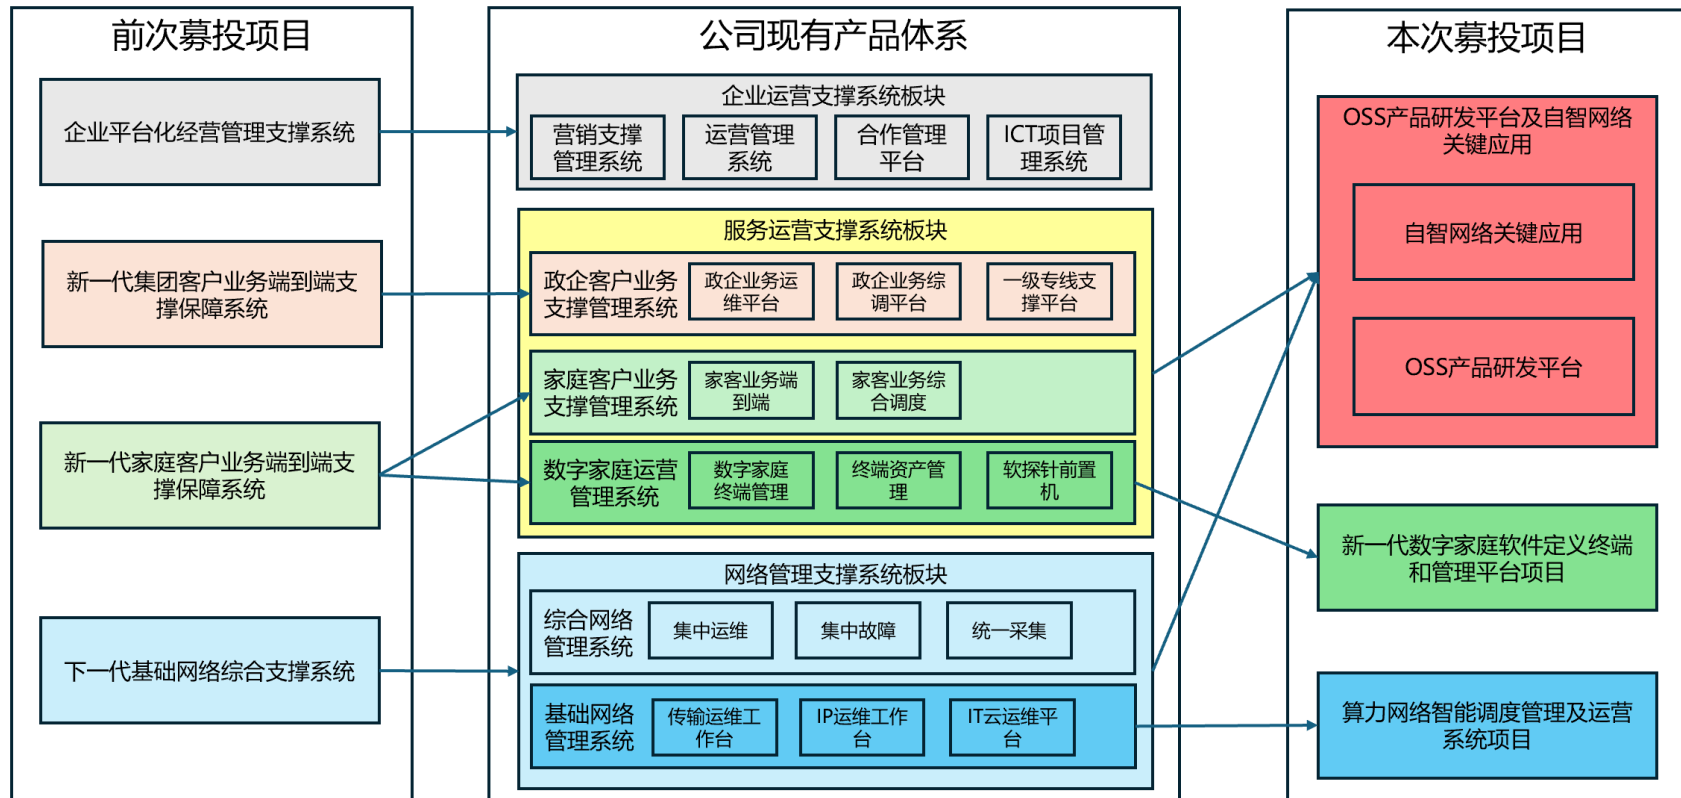 前次募投项目
企业平台化经营管理支撑系统
新一代集团客户业务端到端支
撑保障系统
新一代家庭客户业务端到端支
撑保障系统
下一代基础网络综合支撑系统
公司现有产品体系
企业运营支撑系统板块
营销支撑
管理系统
运营管理
系统
合作管理
平台
ICT项目管
理系统
服务运营支撑系统板块
政企客户业务
支撑管理系统
政企业务运
维平台
政企业务综
调平台
一级专线支
撑平台
家庭客户业务
支撑管理系统
家客业务端
到端
家客业务综
合调度
数字家庭运营
管理系统
数字家庭
终端管理
终端资产管
理
软探针前置
机
网络管理支撑系统板块
综合网络
管理系统
集中运维
集中故障
统一采集
基础网络
管理系统
传输运维工
作台
IP运维工作
台
IT云运维平
台
本次募投项目
OSS产品研发平台及自智网络
关键应用
自智网络关键应用
OSS产品研发平台
新一代数字家庭软件定义终端
和管理平台项目
算力网络智能调度管理及运营
系统项目